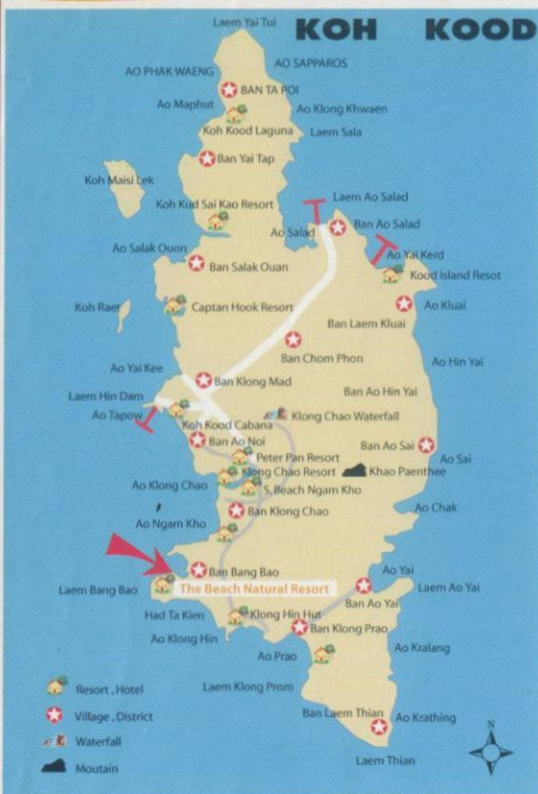 KOH KOOD
Laem Yai Tui
AO SAPPAROS
AO PHAK WAENG
BAN TA POI
Ao Maphut
Ao Klong Khwaen
Koh Kood Laguna
Laem Sala
Ban Yai Tap
Koh Maisi Lek
Koh Kud Sai Kao Resort
Laem Ao Salad
Ao Salad
Ban Ao Salad
Ao Salak Ouon
Ao Yai Kerd
Ban Salak Ouan
Kood Island Resot
Koh Raet
Captan Hook Resort
Ao Kluai
Ban Laem Kluai
Ban Chom Phon
Ao Hin Yai
Ao Yai Kee
Ban Klong Mad
Ban Ao Hin Yai
Laem Hin Dam
Ao Tapow
Klong Chao Waterfall
Koh Kood Cabana
Ban Ao Noi
Ban Ao Sai
Peter Pan Resort
Ao Sai
Klong Chao Resort
Khao Paenthee
Ao Klong Chao
S. Beach Ngam Kho
Ao Chak
Ban Klong Chao
Ao Ngam Kho
Ban Bang Bao
Ao Yai
Laem Bang Bao
The Beach Natural Resort
Laem Ao Yai
Ban Ao Yai
Had Ta Kien
Klong Hin Hut
Ban Klong Prao
Ao Klong Hin
Ao Kralang
Ao Prao
Laem Klong Prom
Resort , Hotel
Village , District
Ban Laem Thian
Ao Krathing
Waterfall
N
Laem Thian
Moutain